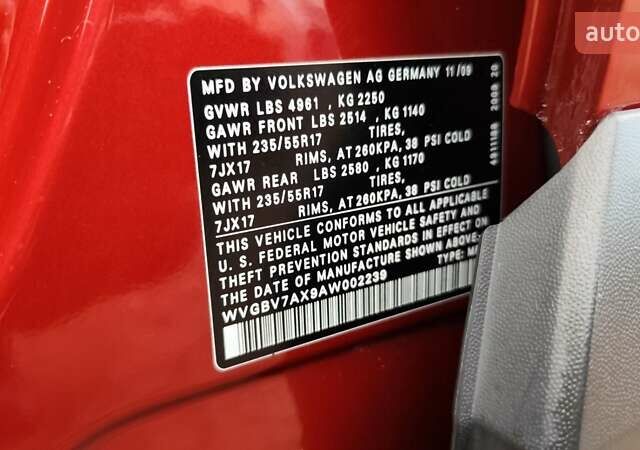 auto
MFD BY VOLKSWAGEN AG GERMANY 11/09
GVWR LBS 4961 , KG 2250
GAWR FRONT LBS 2514 , KG 1140
WITH 235/55R17 TIRES,
7JX17 RIMS, AT 260KPA, 38 PSI COLD
GAWR REAR LBS 2580 , KG 1170
WITH 235/55R17 TIRES,
7JX17 RIMS, AT 260KPA, 38 PSI COLD
THIS VEHICLE CONFORMS TO ALL APPLICABLE
U. S. FEDERAL MOTOR VEHICLE SAFETY AND
THEFT PREVENTION STANDARDS IN EFFECT ON
THE DATE OF MANUFACTURE SHOWN ABOVE-
WVGBV7AX9AW002239 TYPE: M